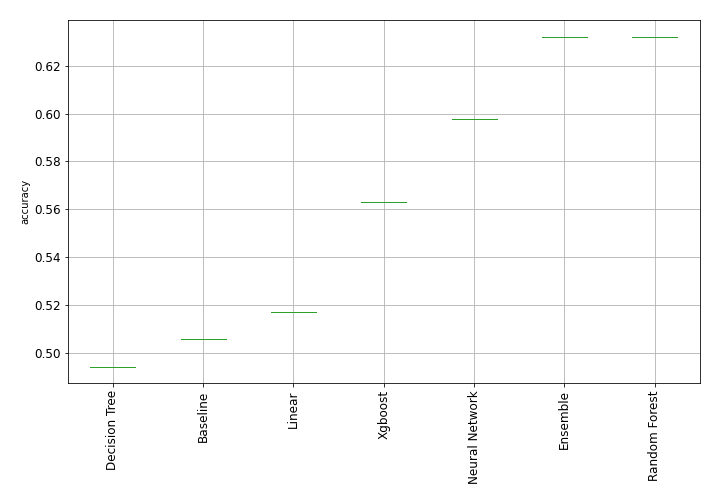 0.62
0.60
0.58
0.56
0.54
0.52
0.50
accuracy
Decision Tree
Baseline
Linear
Xgboost
Neural Network
Ensemble
Random Forest